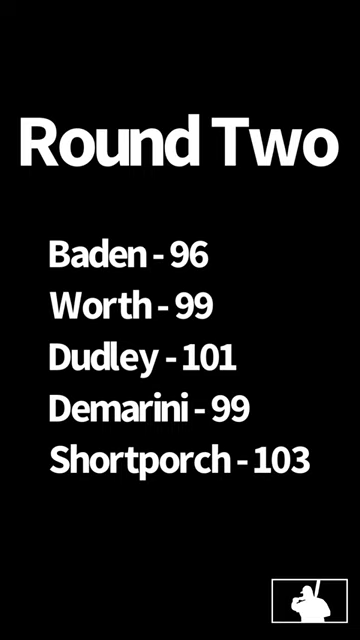 Round Two
Baden - 96
Worth - 99
Dudley - 101
Demarini - 99
Shortporch - 103